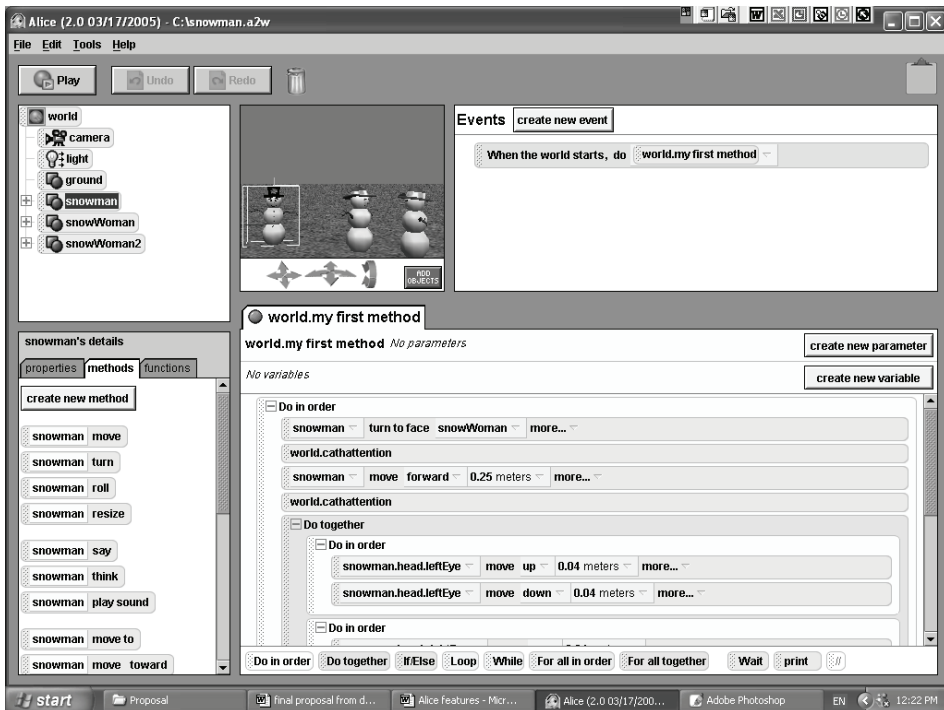 Alice (2.0 03/17/2005) - C:\snowman.a2w
File Edit Tools Help
Play Undo Redo
world
camera
light
ground
snowman
snowWoman
snowWoman2
ADD
OBJECTS
Events create new event
When the world starts, do world.my first method
snowman's details
properties methods functions
create new method
snowman move
snowman turn
snowman roll
snowman resize
snowman say
snowman think
snowman play sound
snowman move to
snowman move toward
world.my first method
world.my first method No parameters
create new parameter
No variables
create new variable
Do in order
snowman turn to face snowWoman more...
world.cathattention
snowman move forward 0.25 meters more...
world.cathattention
Do together
Do in order
snowman.head.leftEye move up 0.04 meters more...
snowman.head.leftEye move down 0.04 meters more...
Do in order
Do in order Do together If/Else Loop While For all in order For all together Wait print //
start Proposal final proposal from d... Alice features - Micr... Alice (2.0 03/17/200... Adobe Photoshop EN 12:22 PM